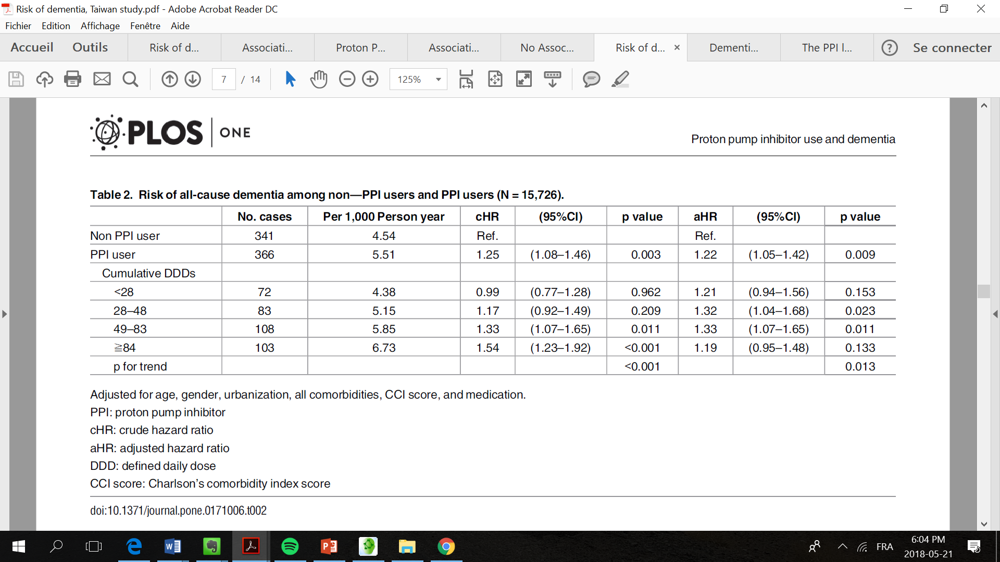 Risk of dementia, Taiwan study.pdf - Adobe Acrobat Reader DC
Fichier Edition Affichage Fenêtre Aide
Accueil Outils Risk of d... Associati... Proton P... Associati... No Assoc... Risk of d... × Dementi... The PPI l... ? Se connecter
7 / 14 125%
PLOS | ONE
Proton pump inhibitor use and dementia
Table 2. Risk of all-cause dementia among non—PPI users and PPI users (N = 15,726).
No. cases Per 1,000 Person year cHR (95%CI) p value aHR (95%CI) p value
Non PPI user 341 4.54 Ref. Ref.
PPI user 366 5.51 1.25 (1.08–1.46) 0.003 1.22 (1.05–1.42) 0.009
Cumulative DDDs
<28 72 4.38 0.99 (0.77–1.28) 0.962 1.21 (0.94–1.56) 0.153
28–48 83 5.15 1.17 (0.92–1.49) 0.209 1.32 (1.04–1.68) 0.023
49–83 108 5.85 1.33 (1.07–1.65) 0.011 1.33 (1.07–1.65) 0.011
≧84 103 6.73 1.54 (1.23–1.92) <0.001 1.19 (0.95–1.48) 0.133
p for trend <0.001 0.013
Adjusted for age, gender, urbanization, all comorbidities, CCI score, and medication.
PPI: proton pump inhibitor
cHR: crude hazard ratio
aHR: adjusted hazard ratio
DDD: defined daily dose
CCI score: Charlson's comorbidity index score
doi:10.1371/journal.pone.0171006.t002
FRA 6:04 PM
2018-05-21